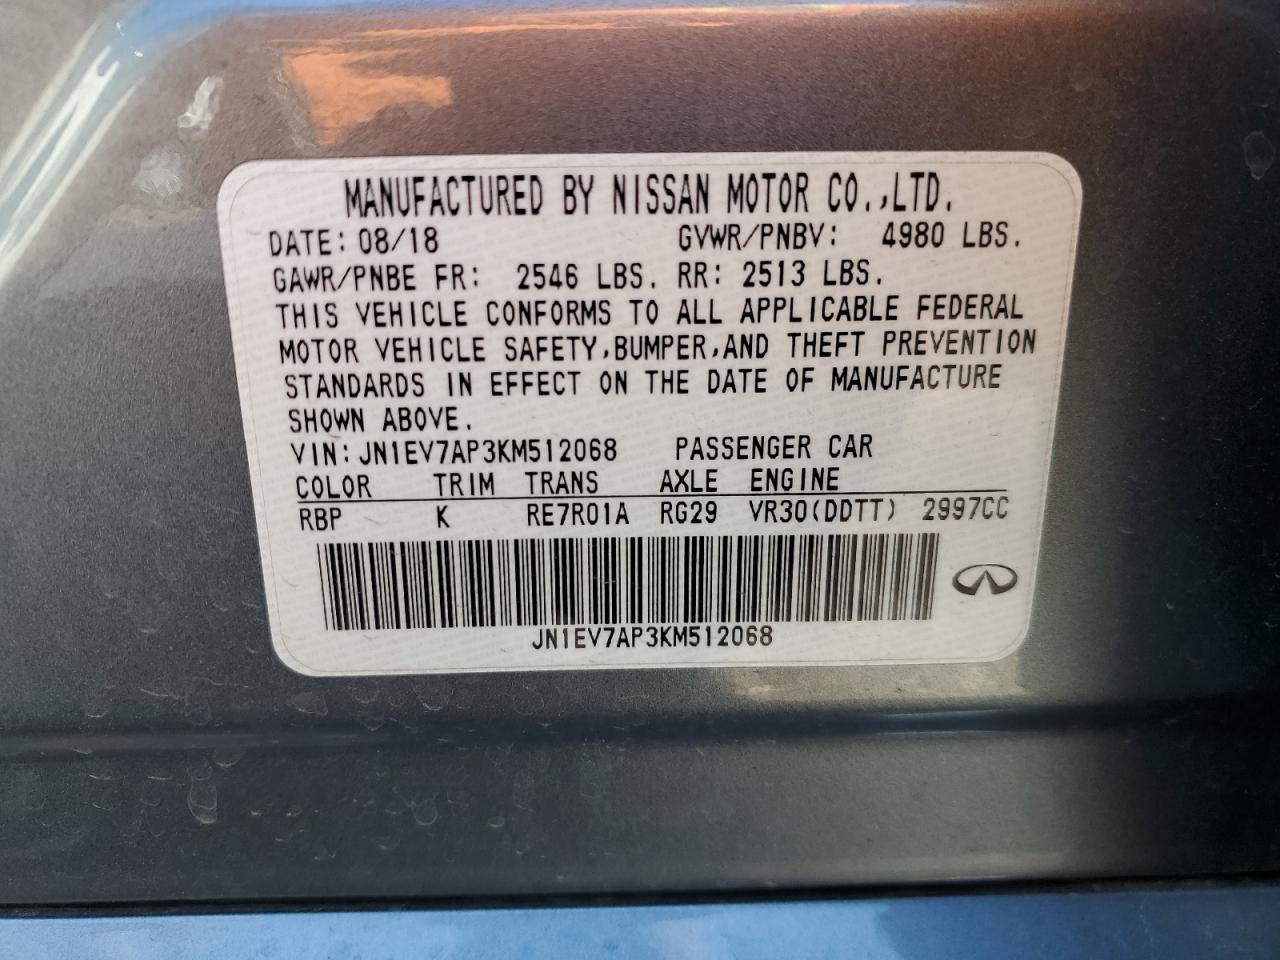 MANUFACTURED BY NISSAN MOTOR CO.,LTD.
DATE: 08/18 GVWR/PNBV: 4980 LBS.
GAWR/PNBE FR: 2546 LBS. RR: 2513 LBS.
THIS VEHICLE CONFORMS TO ALL APPLICABLE FEDERAL
MOTOR VEHICLE SAFETY,BUMPER,AND THEFT PREVENTION
STANDARDS IN EFFECT ON THE DATE OF MANUFACTURE
SHOWN ABOVE.
VIN: JN1EV7AP3KM512068 PASSENGER CAR
COLOR TRIM TRANS AXLE ENGINE
RBP K RE7R01A RG29 VR30(DDTT) 2997CC
JN1EV7AP3KM512068